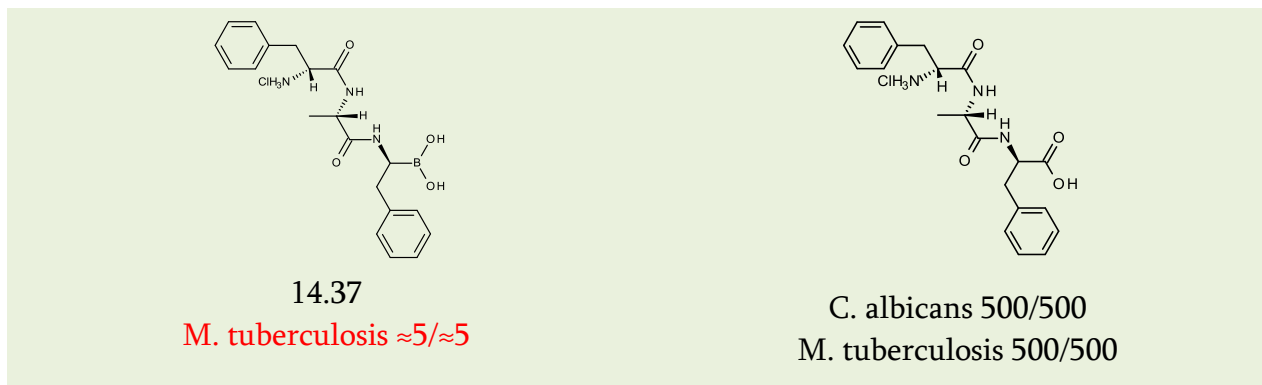 O
ClH₃N
H
NH
H
O
H
N
OH
B
OH
14.37
M. tuberculosis ≈5/≈5
O
ClH₃N
H
NH
H
O
H
N
O
OH
C. albicans 500/500
M. tuberculosis 500/500